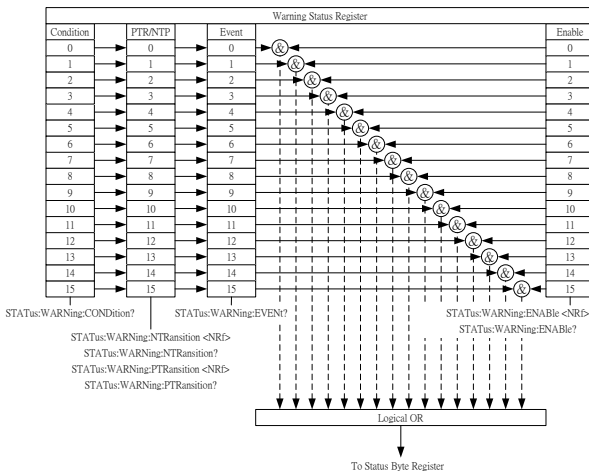 Warning Status Register
Condition PTR/NTP Event Enable
0 0 0 & 0
1 1 1 & 1
2 2 2 & 2
3 3 3 & 3
4 4 4 & 4
5 5 5 & 5
6 6 6 & 6
7 7 7 & 7
8 8 8 & 8
9 9 9 & 9
10 10 10 & 10
11 11 11 & 11
12 12 12 & 12
13 13 13 & 13
14 14 14 & 14
15 15 15 & 15
STATus:WARNing:CONDition? STATus:WARNing:EVENt? STATus:WARNing:ENABle <NRf>
STATus:WARNing:ENABle?
STATus:WARNing:NTRansition <NRf>
STATus:WARNing:NTRansition?
STATus:WARNing:PTRansition <NRf>
STATus:WARNing:PTRansition?
Logical OR
To Status Byte Register